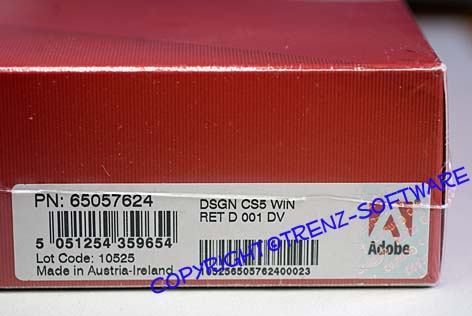 PN: 65057624
5 051254 359654
Lot Code: 10525
Made in Austria-Ireland
DSGN CS5 WIN
RET D 001 DV
Adobe
COPYRIGHT©TRENZ-SOFTWARE